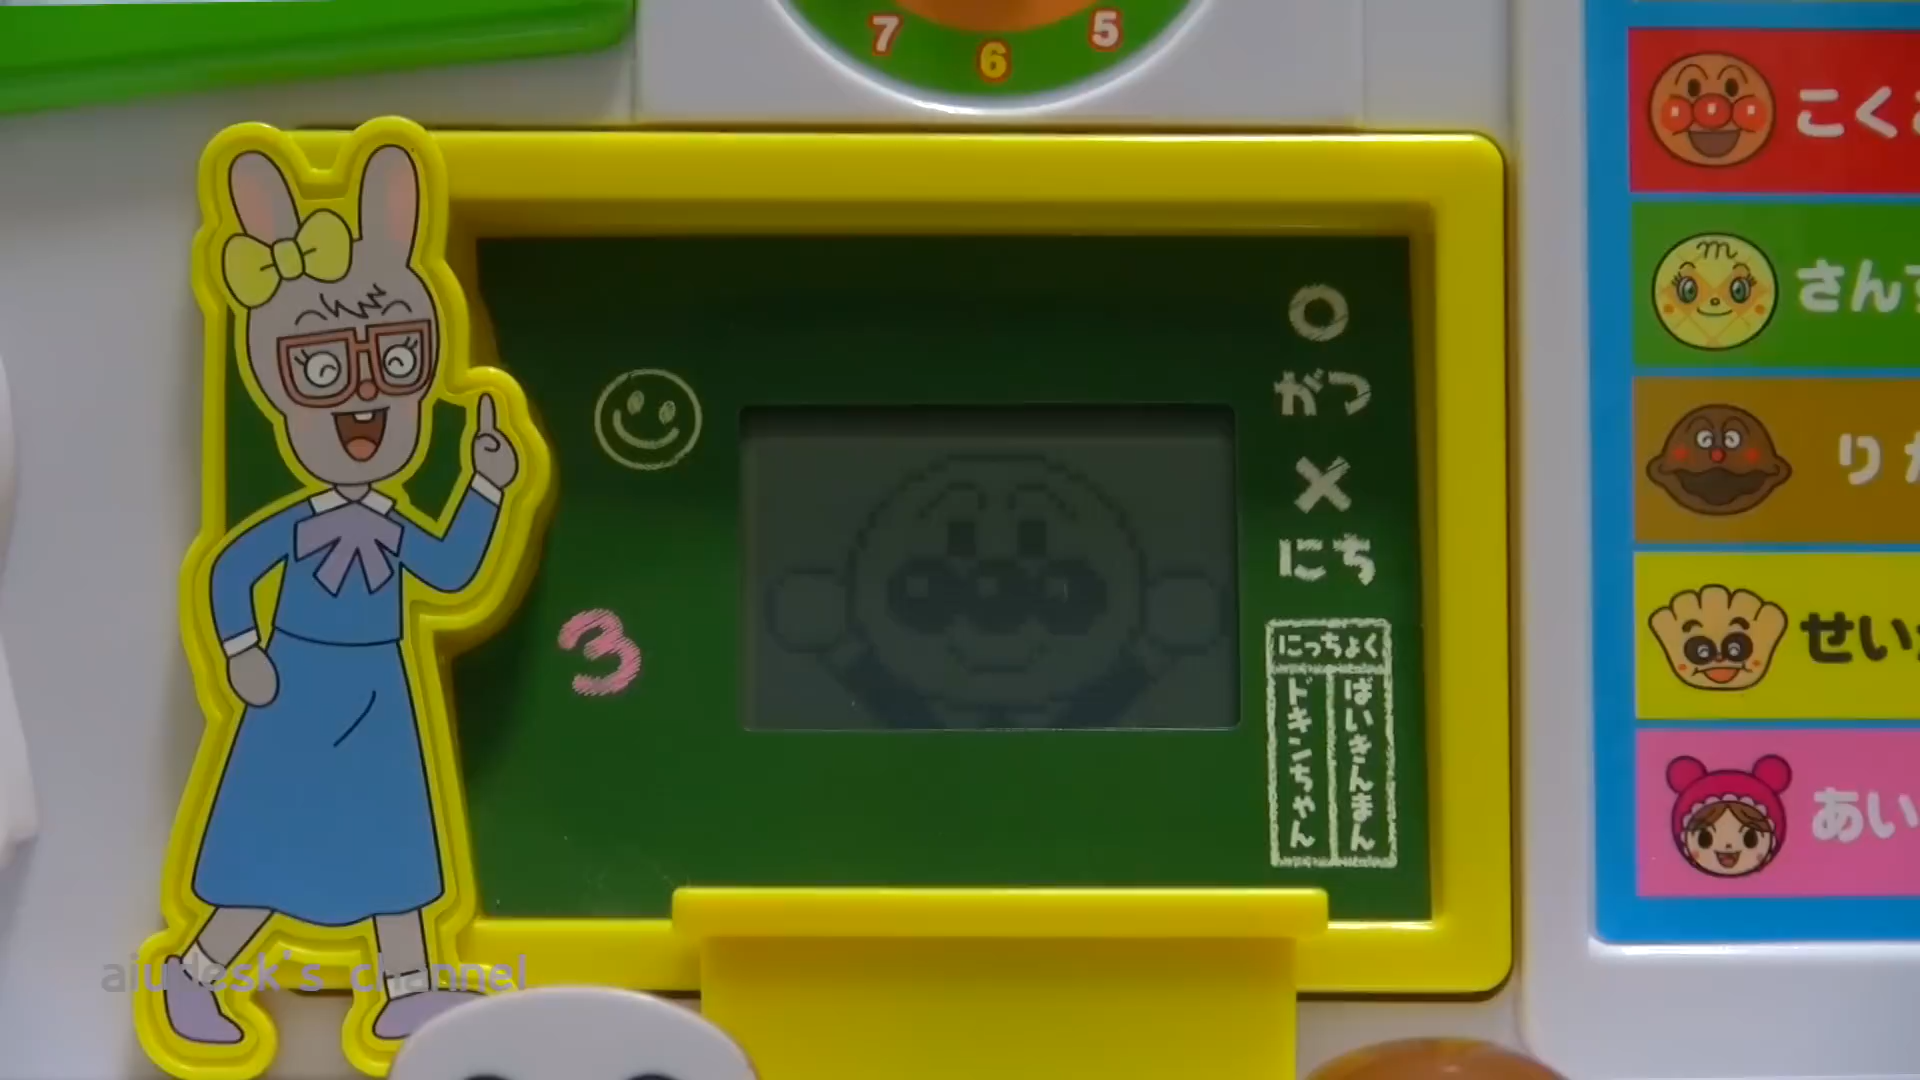 7 6 5
○
がつ
×
にち
3
にっちょく
ばいきんまん
ドキンちゃん
こく
さん
り
せい
あい
aiudesk's channel